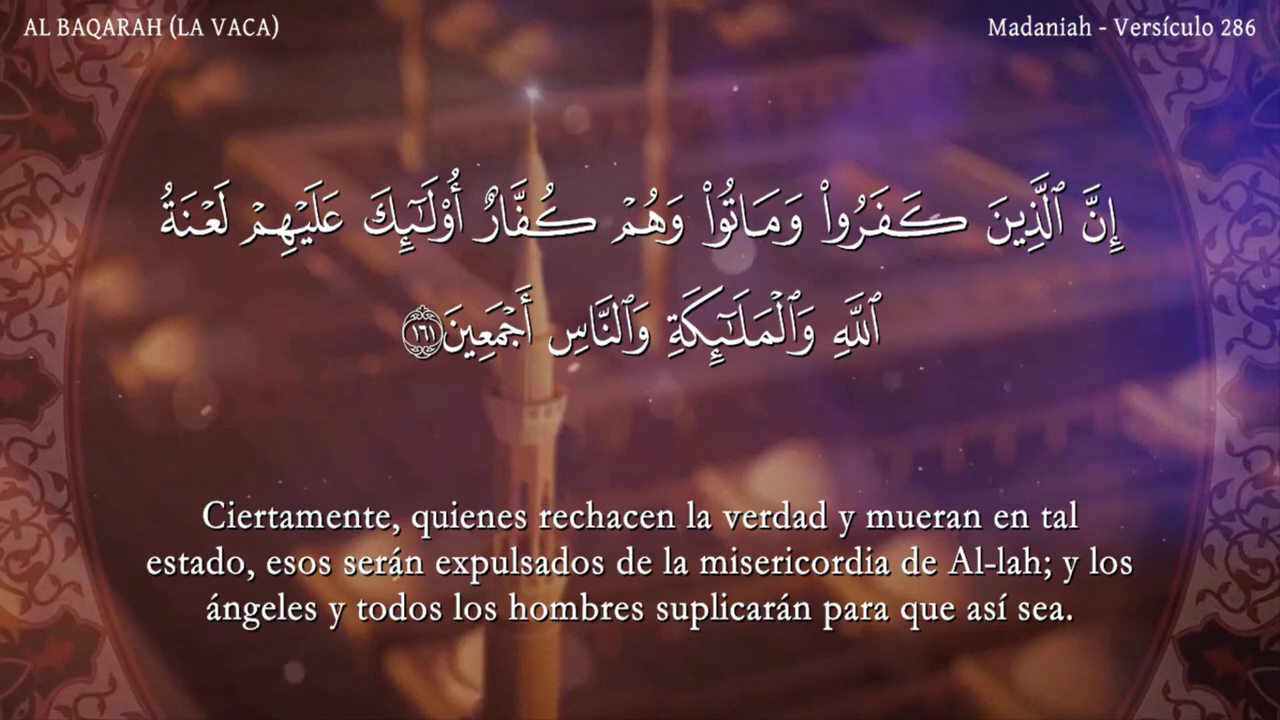 AL BAQARAH (LA VACA)
Madaniah - Versículo 286
إِنَّ ٱلَّذِينَ كَفَرُوا۟ وَمَاتُوا۟ وَهُمْ كُفَّارٌ أُو۟لَـٰٓئِكَ عَلَيْهِمْ لَعْنَةُ
ٱللَّهِ وَٱلْمَلَـٰٓئِكَةِ وَٱلنَّاسِ أَجْمَعِينَ ١٦١
Ciertamente, quienes rechacen la verdad y mueran en tal
estado, esos serán expulsados de la misericordia de Al-lah; y los
ángeles y todos los hombres suplicarán para que así sea.